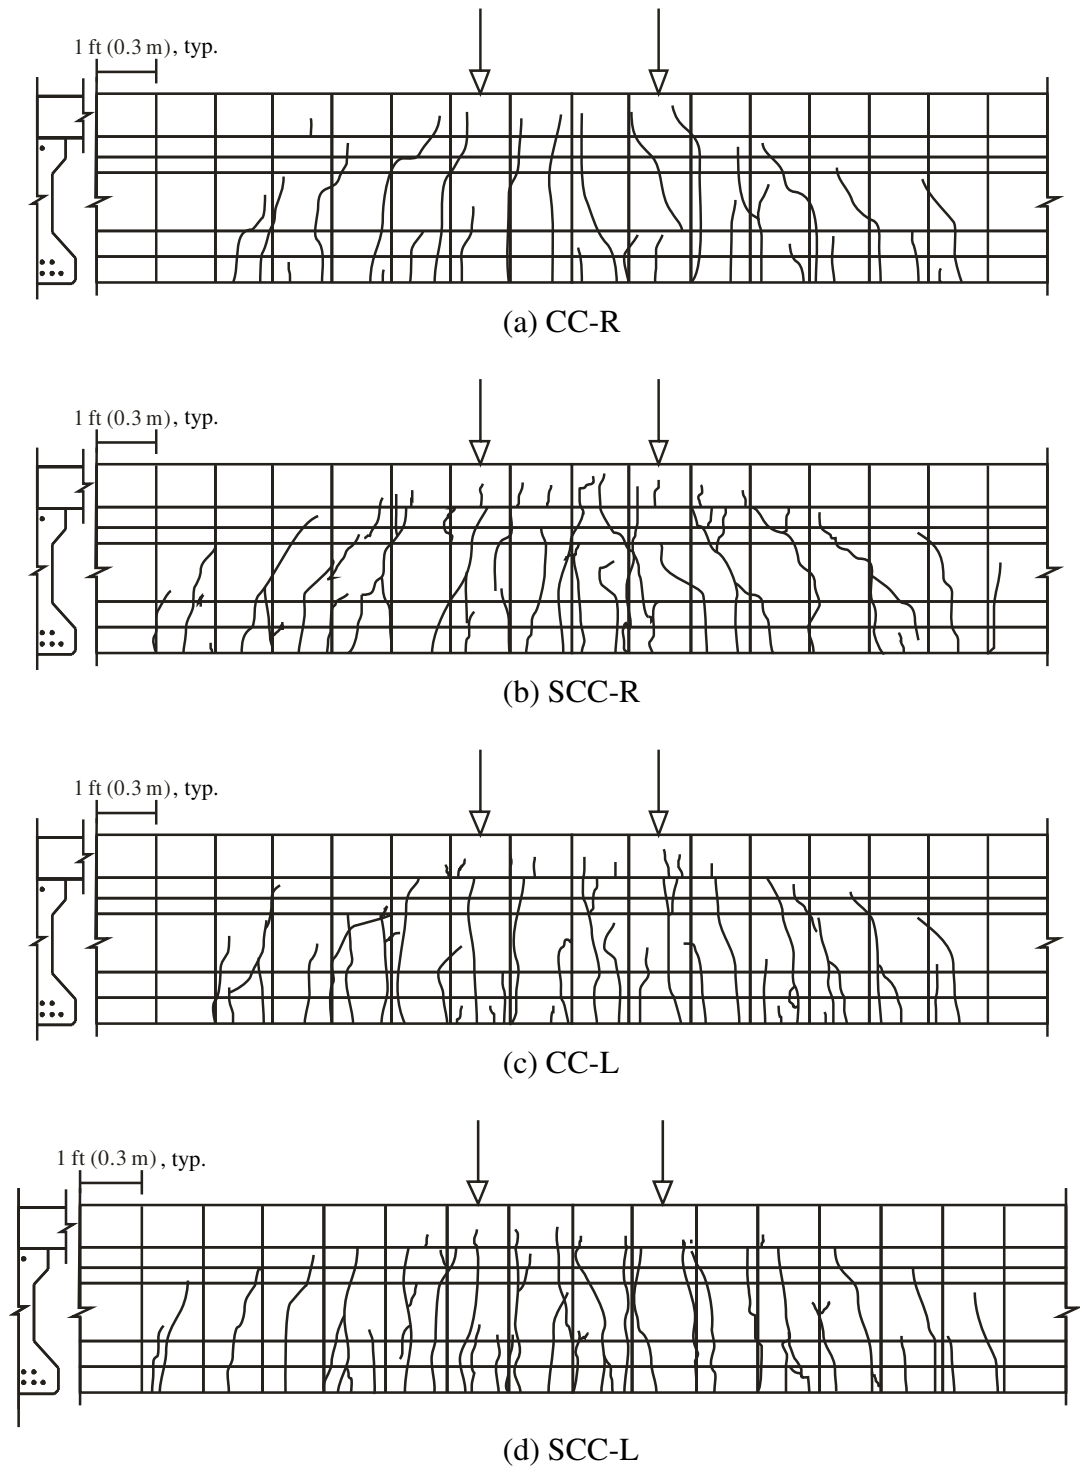 1 ft (0.3 m), typ.
(a) CC-R
1 ft (0.3 m), typ.
(b) SCC-R
1 ft (0.3 m), typ.
(c) CC-L
1 ft (0.3 m), typ.
(d) SCC-L